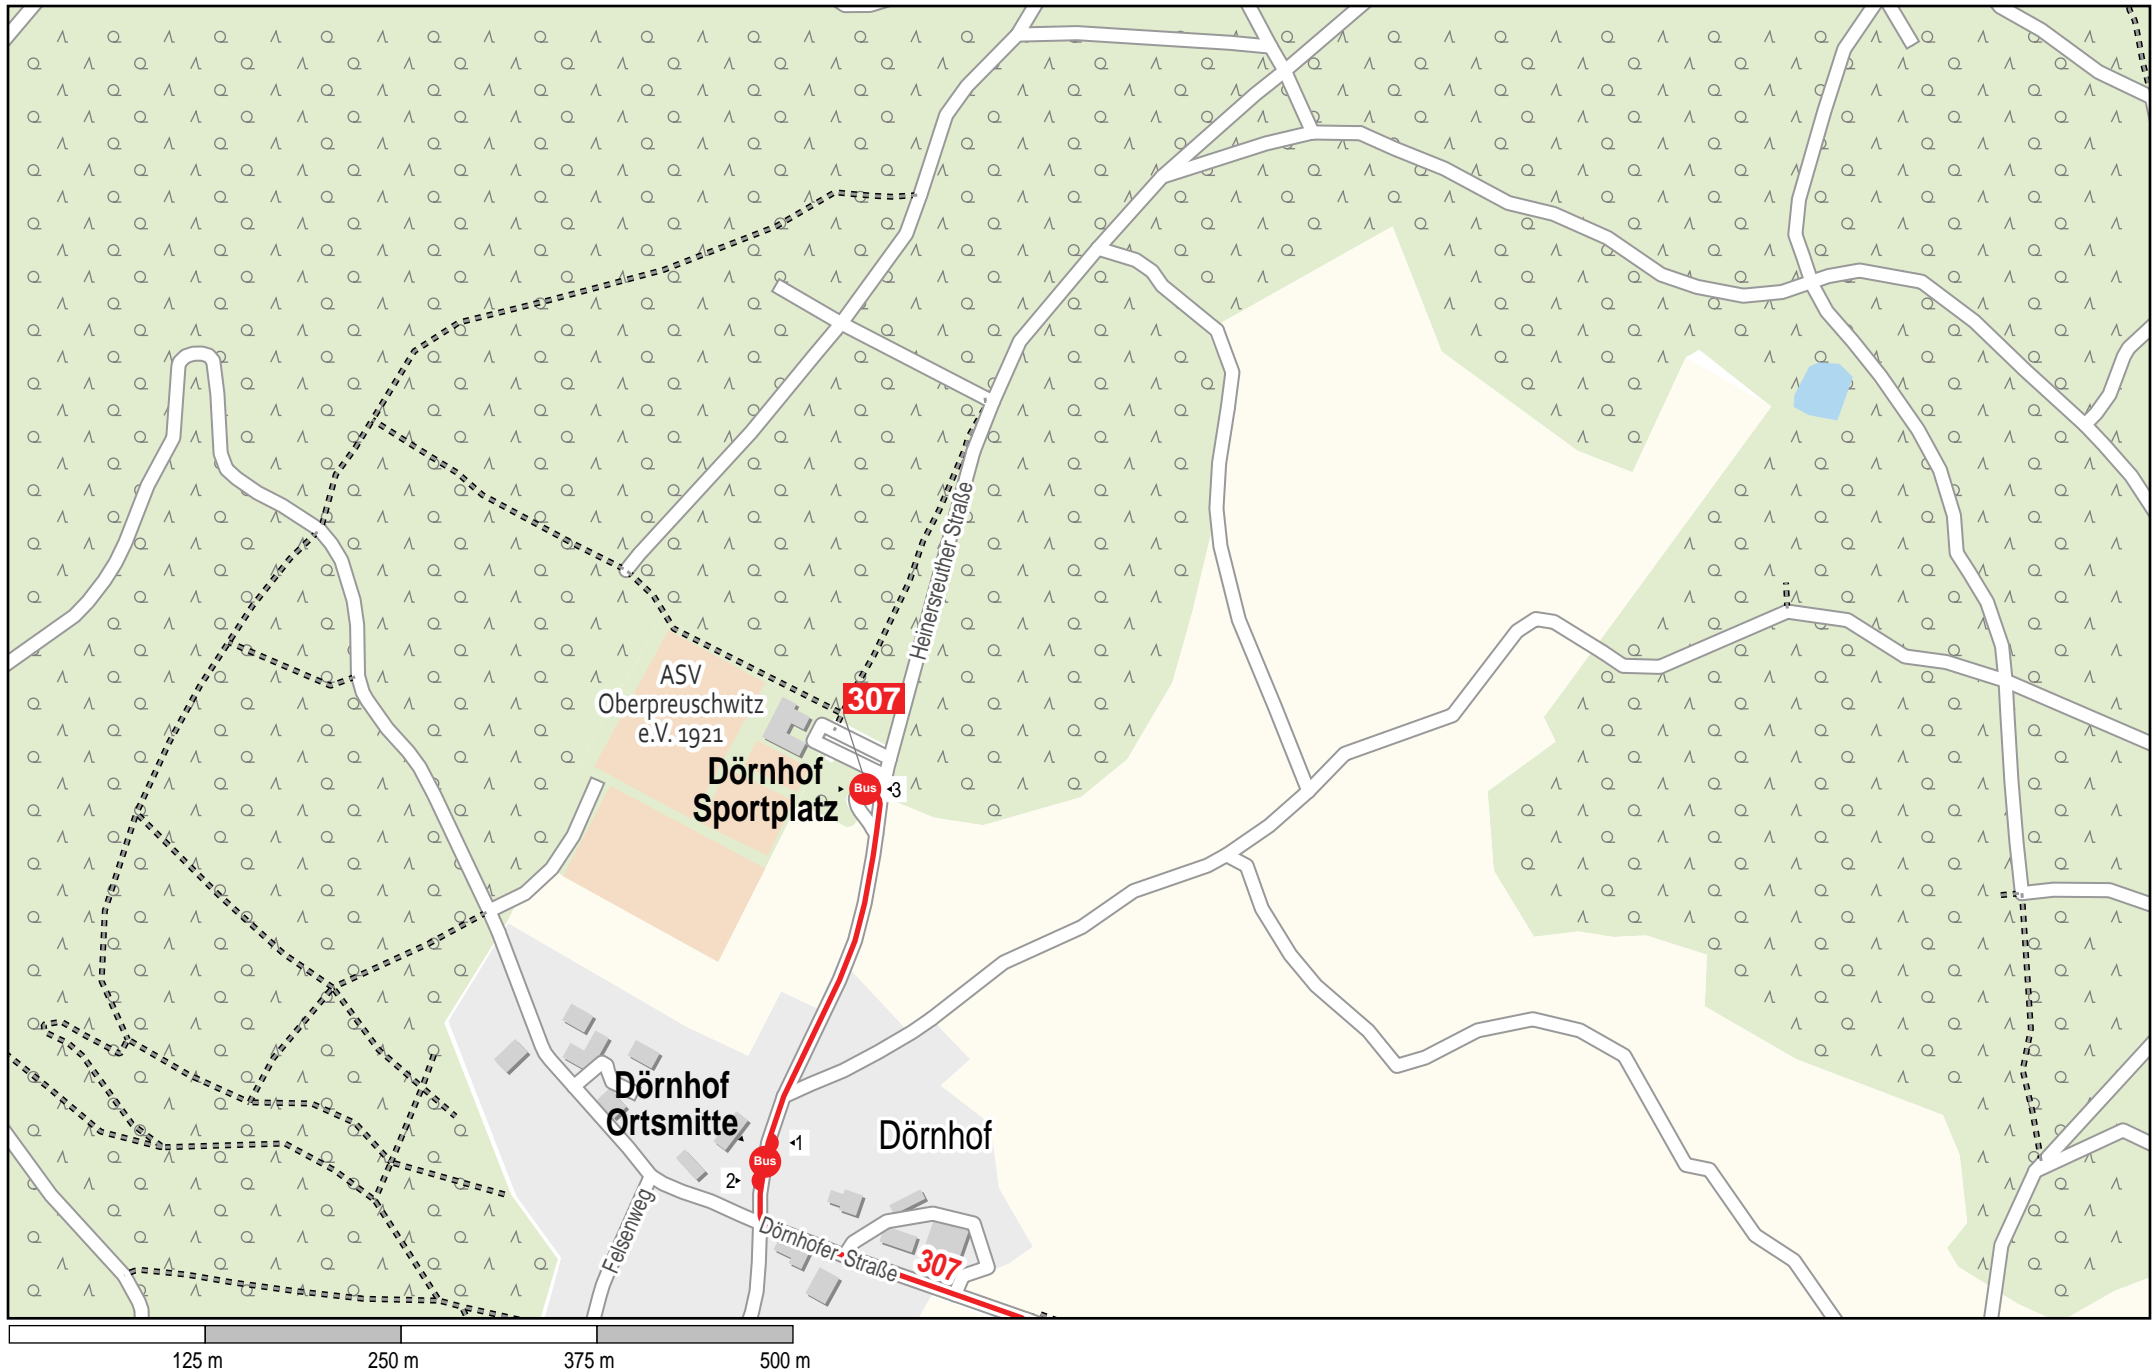 Heinersreuther Straße
ASV
Oberpreuschwitz
e.V. 1921
307
Dörnhof
Sportplatz
Bus
3
Dörnhof
Ortsmitte
1
Dörnhof
Bus
2
Felsenweg
Dörnhofer Straße
307
125 m
250 m
375 m
500 m